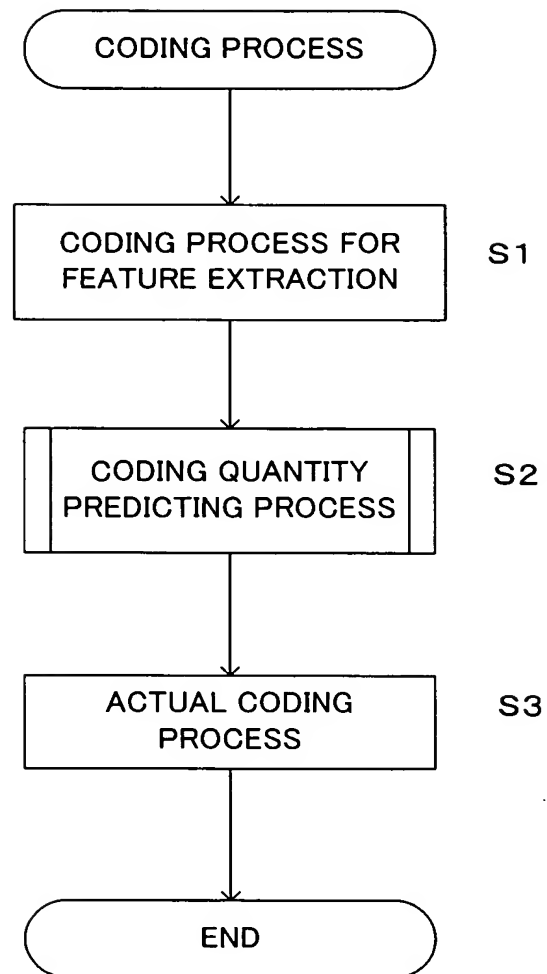 CODING PROCESS
CODING PROCESS FOR
FEATURE EXTRACTION
S1
CODING QUANTITY
PREDICTING PROCESS
S2
ACTUAL CODING
PROCESS
S3
END